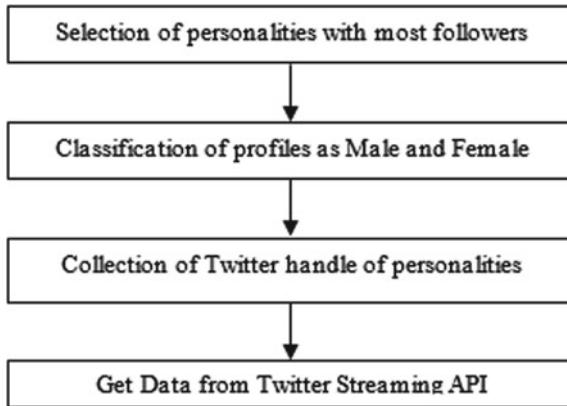 Selection of personalities with most followers
Classification of profiles as Male and Female
Collection of Twitter handle of personalities
Get Data from Twitter Streaming API